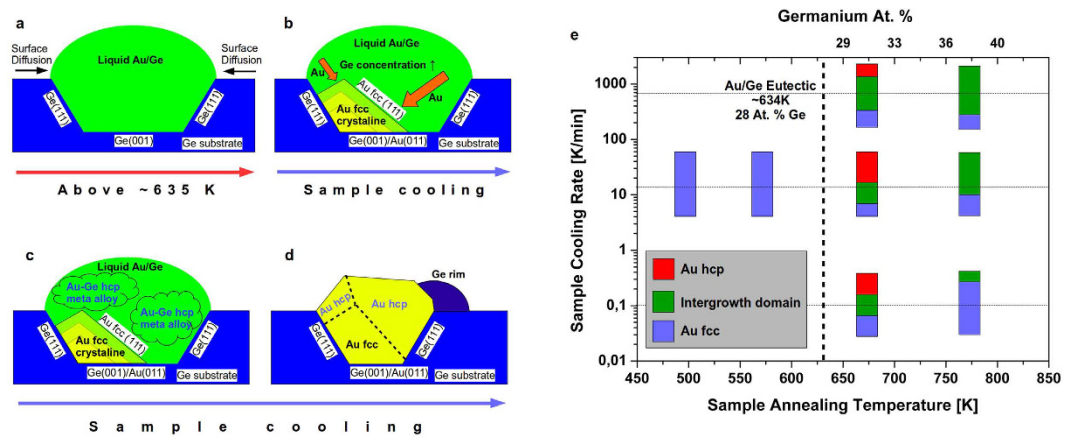 a
Surface
Diffusion
Liquid Au/Ge
Surface
Diffusion
Ge(111)
Ge(111)
Ge(001)
Ge substrate
Above ~635 K
b
Liquid Au/Ge
Ge concentration ↑
Au
Au fcc (111)
Au
Au fcc
crystaline
Ge(111)
Ge(111)
Ge(001)/Au(011)
Ge substrate
Sample cooling
c
Liquid Au/Ge
Au-Ge hcp
meta alloy
Au-Ge hcp
meta alloy
Au fcc (111)
Au fcc
crystaline
Ge(111)
Ge(111)
Ge(001)/Au(011)
Ge substrate
d
Ge rim
Au hcp
Au hcp
Au fcc
Ge(111)
Ge(111)
Ge(001)/Au(011)
Ge substrate
Sample cooling
e
Germanium At. %
29 31 33 36 38 40
Au/Ge Eutectic
~634K
28 At. % Ge
Sample Cooling Rate [K/min]
1000
100
10
1
0,1
0,01
Au hcp
Intergrowth domain
Au fcc
450 500 550 600 650 700 750 800 850
Sample Annealing Temperature [K]